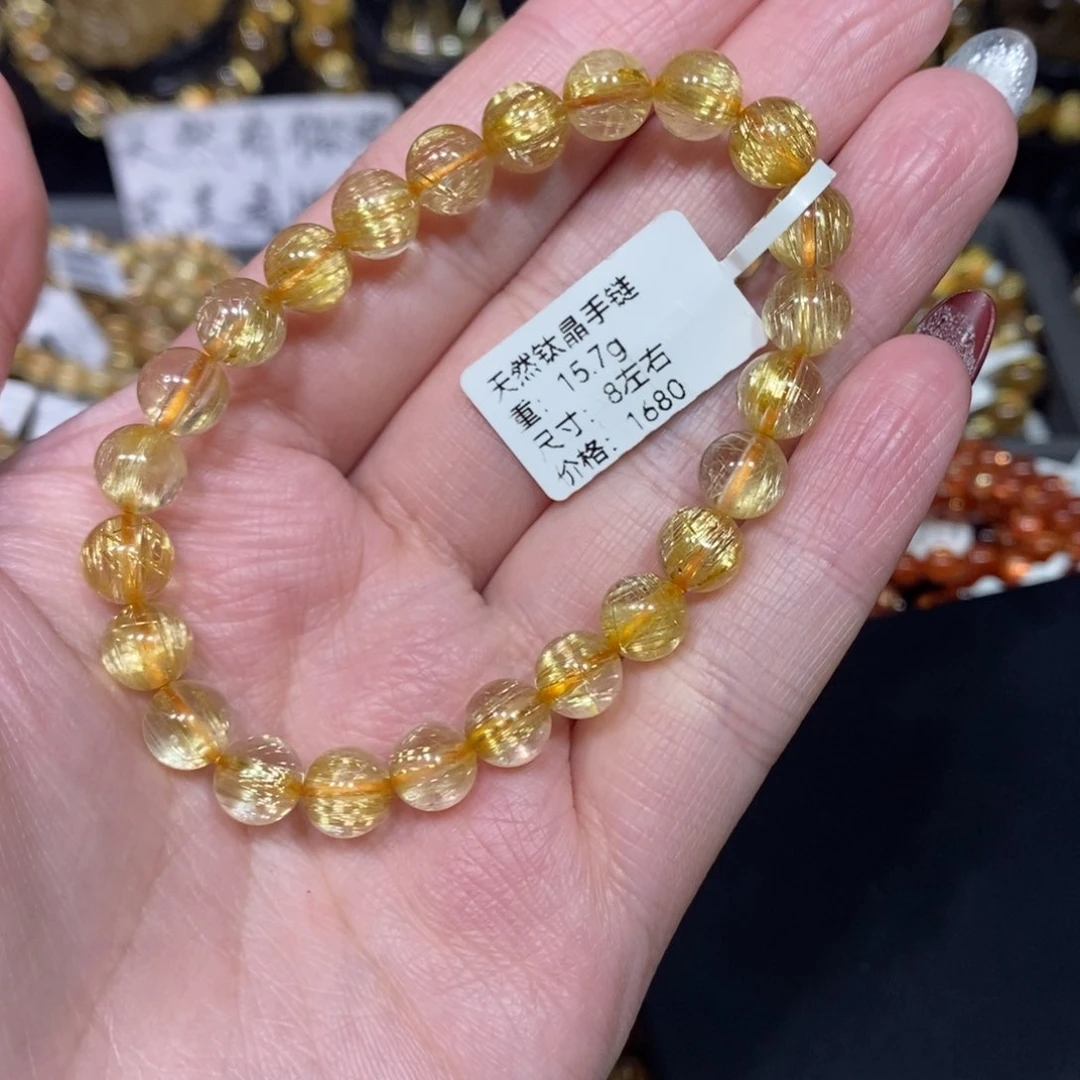 天然钛晶手链
重: 15.7g
尺寸: 8左右
价格: 1680